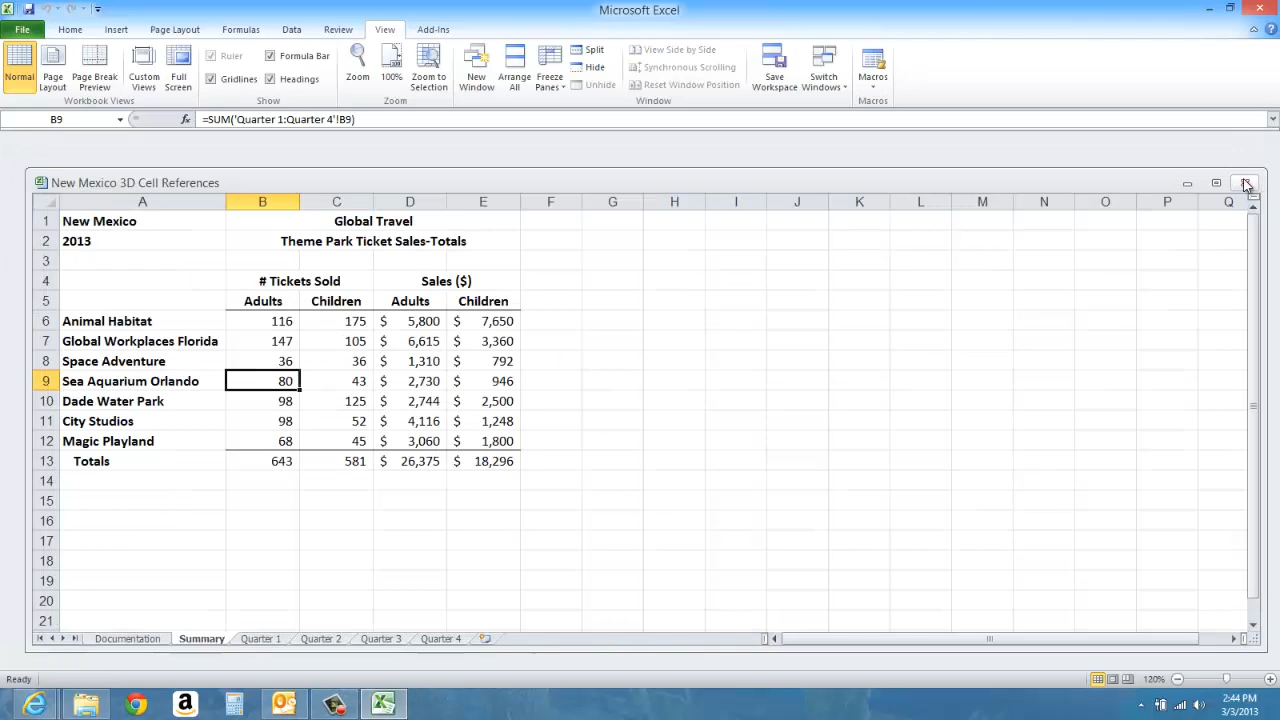 Microsoft Excel
File Home Insert Page Layout Formulas Data Review View Add-Ins
Normal Page Layout Page Break Preview Custom Views Full Screen
Workbook Views
Ruler Formula Bar
Gridlines Headings
Show
Zoom 100% Zoom to Selection
Zoom
New Window Arrange All Freeze Panes
Split
Hide
Unhide
View Side by Side
Synchronous Scrolling
Reset Window Position
Save Workspace Switch Windows
Window
Macros
Macros
B9 fx =SUM('Quarter 1:Quarter 4'!B9)
New Mexico 3D Cell References
A B C D E F G H I J K L M N O P Q
1 New Mexico Global Travel
2 2013 Theme Park Ticket Sales-Totals
3
4 # Tickets Sold Sales ($)
5 Adults Children Adults Children
6 Animal Habitat 116 175 $ 5,800 $ 7,650
7 Global Workplaces Florida 147 105 $ 6,615 $ 3,360
8 Space Adventure 36 36 $ 1,310 $ 792
9 Sea Aquarium Orlando 80 43 $ 2,730 $ 946
10 Dade Water Park 98 125 $ 2,744 $ 2,500
11 City Studios 98 52 $ 4,116 $ 1,248
12 Magic Playland 68 45 $ 3,060 $ 1,800
13 Totals 643 581 $ 26,375 $ 18,296
14
15
16
17
18
19
20
21
Documentation Summary Quarter 1 Quarter 2 Quarter 3 Quarter 4
Ready 120%
2:44 PM
3/3/2013